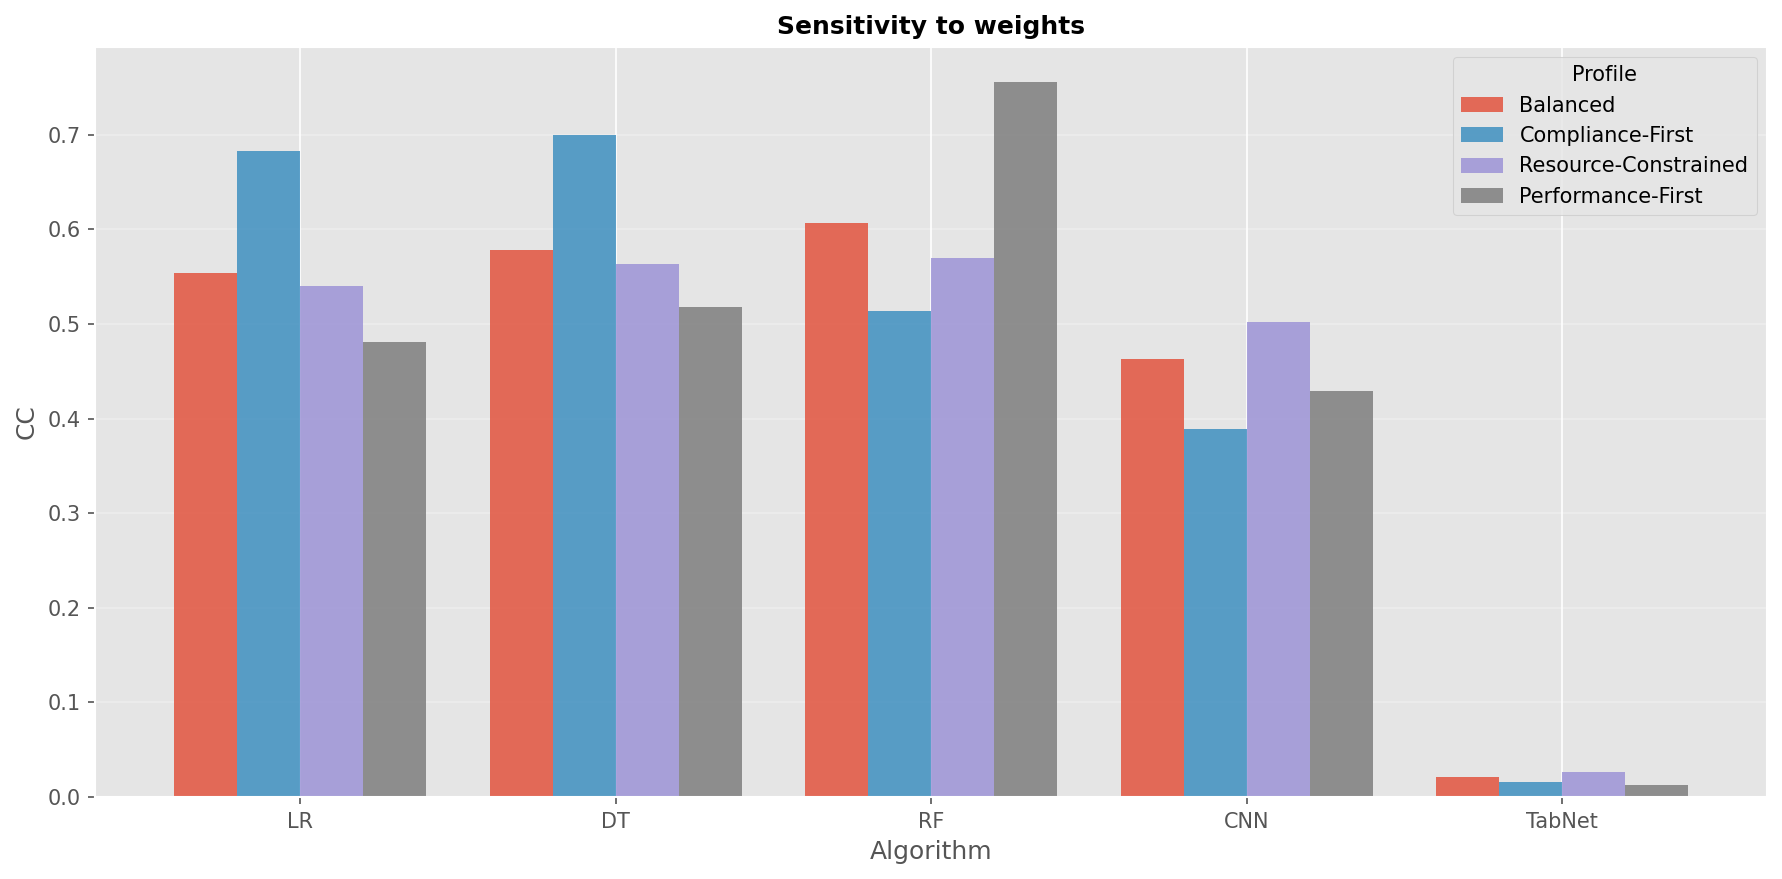 Sensitivity to weights
Profile
Balanced
Compliance-First
Resource-Constrained
Performance-First
CC
0.7
0.6
0.5
0.4
0.3
0.2
0.1
0.0
LR DT RF CNN TabNet
Algorithm